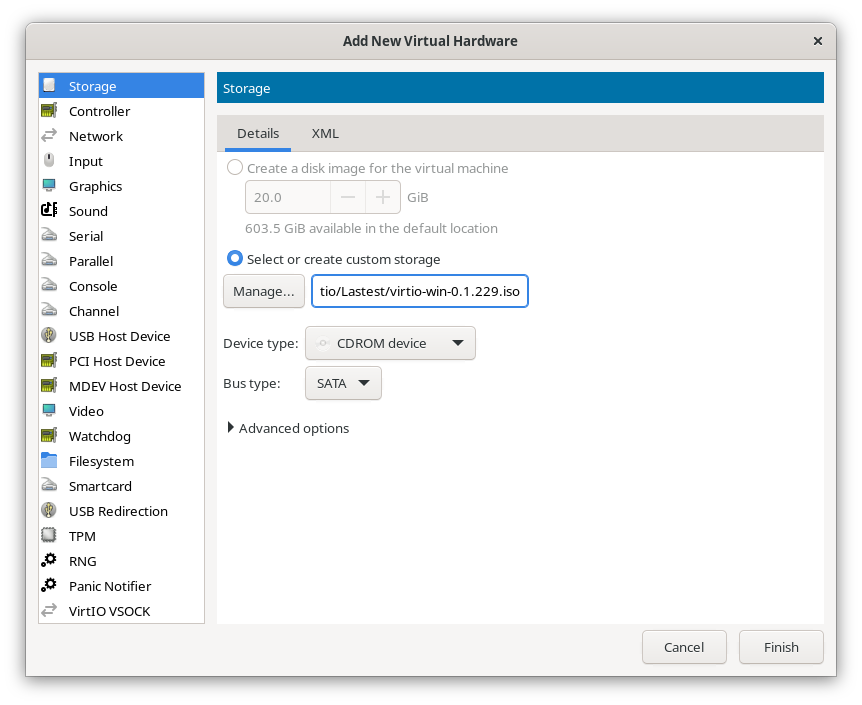 Add New Virtual Hardware
Storage
Controller
Network
Input
Graphics
Sound
Serial
Parallel
Console
Channel
USB Host Device
PCI Host Device
MDEV Host Device
Video
Watchdog
Filesystem
Smartcard
USB Redirection
TPM
RNG
Panic Notifier
VirtIO VSOCK
Storage
Details XML
Create a disk image for the virtual machine
20.0 GiB
603.5 GiB available in the default location
Select or create custom storage
Manage... tio/Lastest/virtio-win-0.1.229.iso
Device type: CDROM device
Bus type: SATA
Advanced options
Cancel Finish